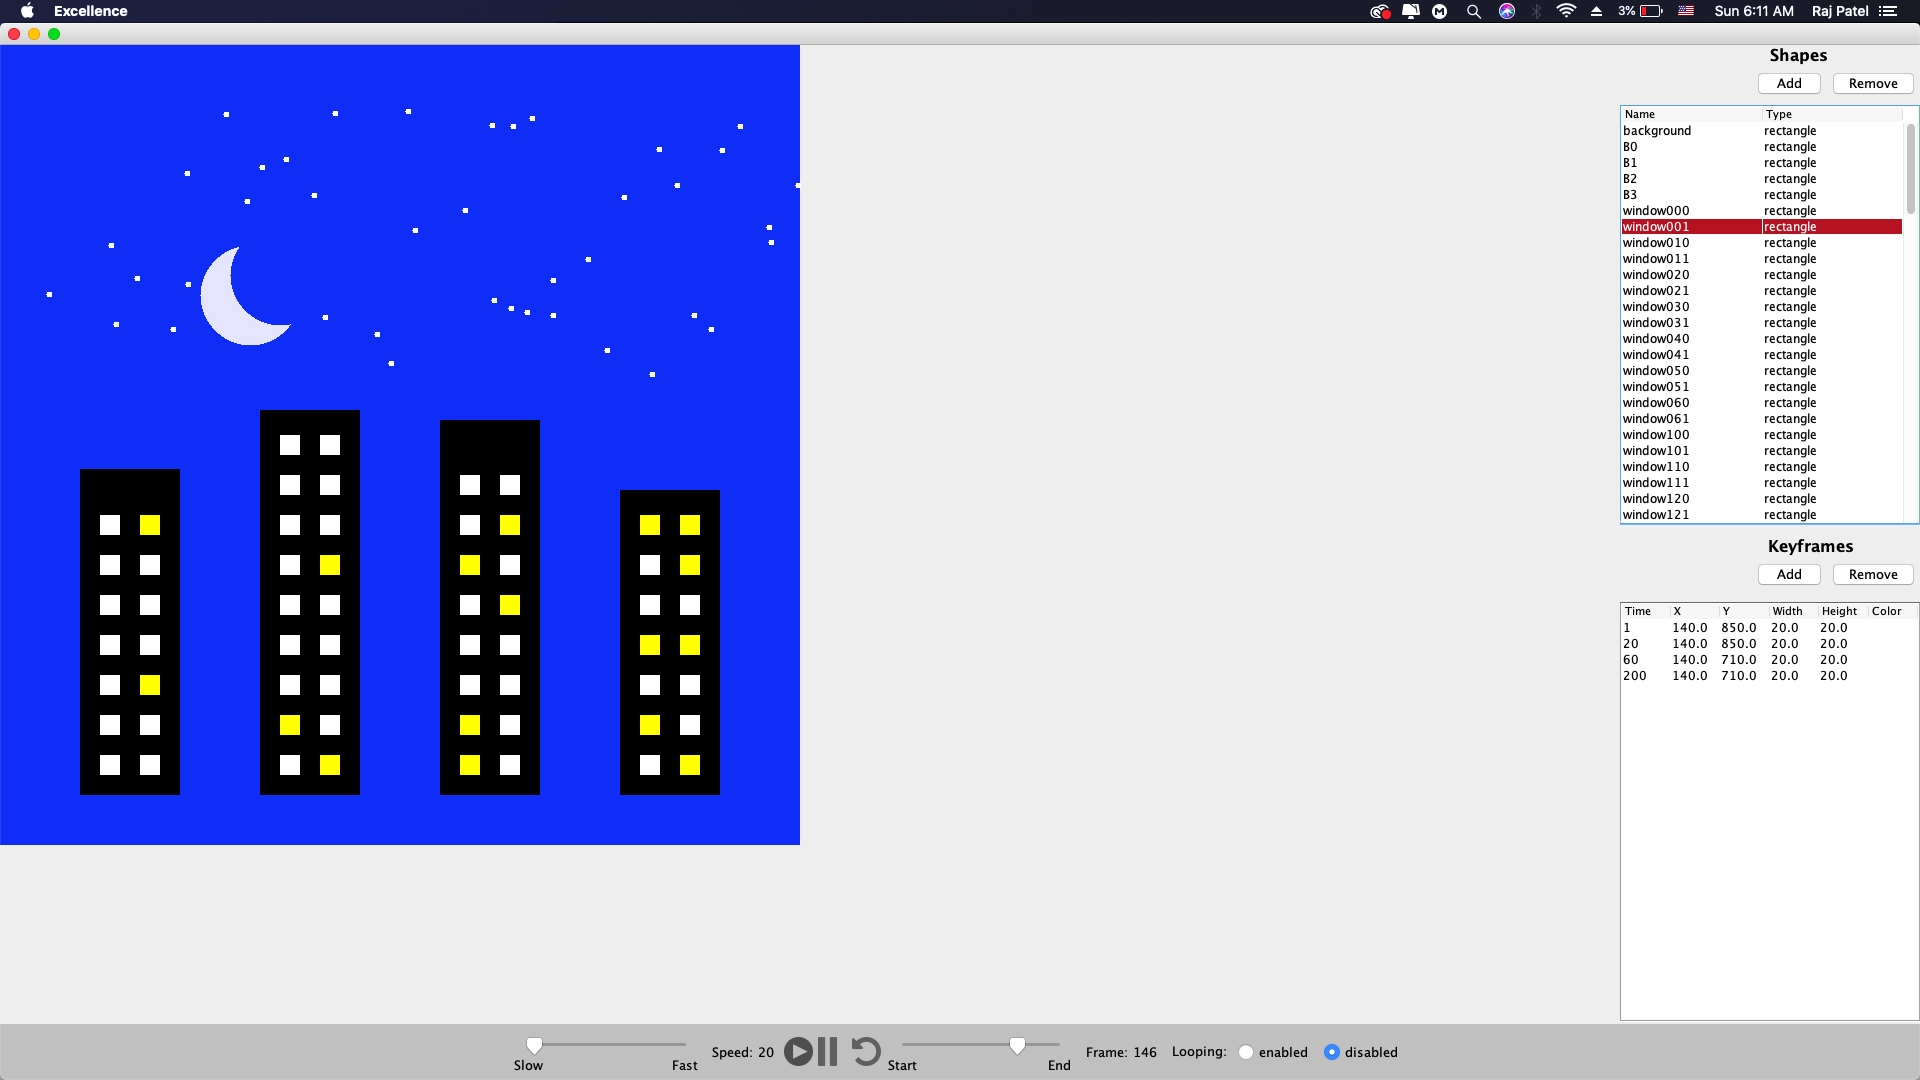 Excellence 3% Sun 6:11 AM Raj Patel
Shapes
Add Remove
Name Type
background rectangle
B0 rectangle
B1 rectangle
B2 rectangle
B3 rectangle
window000 rectangle
window001 rectangle
window010 rectangle
window011 rectangle
window020 rectangle
window021 rectangle
window030 rectangle
window031 rectangle
window040 rectangle
window041 rectangle
window050 rectangle
window051 rectangle
window060 rectangle
window061 rectangle
window100 rectangle
window101 rectangle
window110 rectangle
window111 rectangle
window120 rectangle
window121 rectangle
Keyframes
Add Remove
Time X Y Width Height Color
1 140.0 850.0 20.0 20.0
20 140.0 850.0 20.0 20.0
60 140.0 710.0 20.0 20.0
200 140.0 710.0 20.0 20.0
Slow Fast Speed: 20 Start End Frame: 146 Looping: enabled disabled